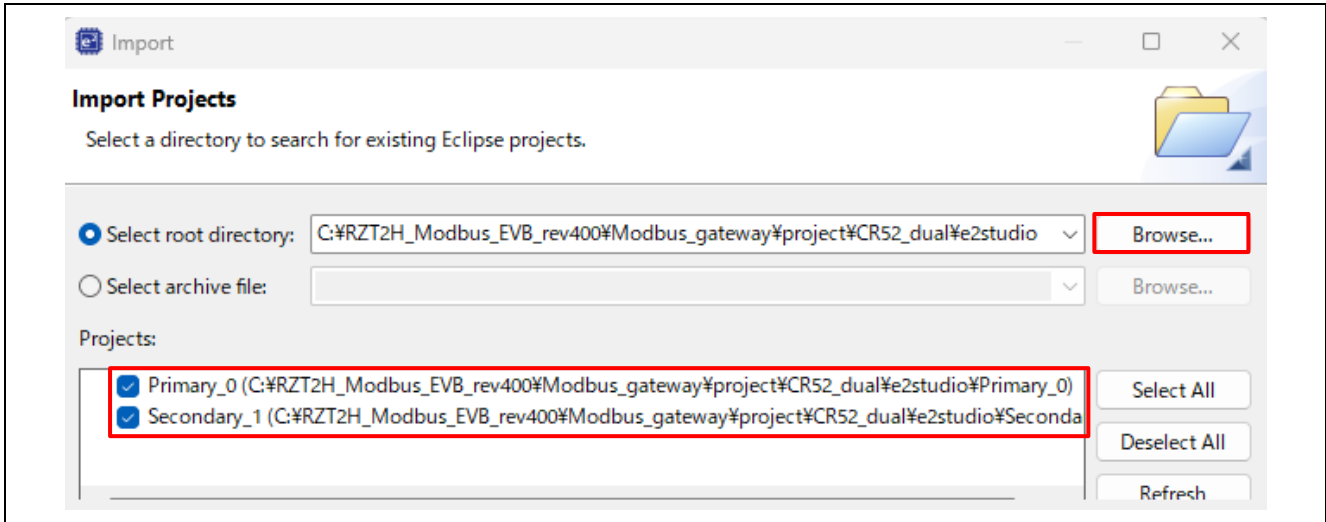 Import
Import Projects
Select a directory to search for existing Eclipse projects.
Select root directory: C:¥RZT2H_Modbus_EVB_rev400¥Modbus_gateway¥project¥CR52_dual¥e2studio Browse...
Select archive file: Browse...
Projects:
Primary_0 (C:¥RZT2H_Modbus_EVB_rev400¥Modbus_gateway¥project¥CR52_dual¥e2studio¥Primary_0) Select All
Secondary_1 (C:¥RZT2H_Modbus_EVB_rev400¥Modbus_gateway¥project¥CR52_dual¥e2studio¥Seconda
Deselect All
Refresh